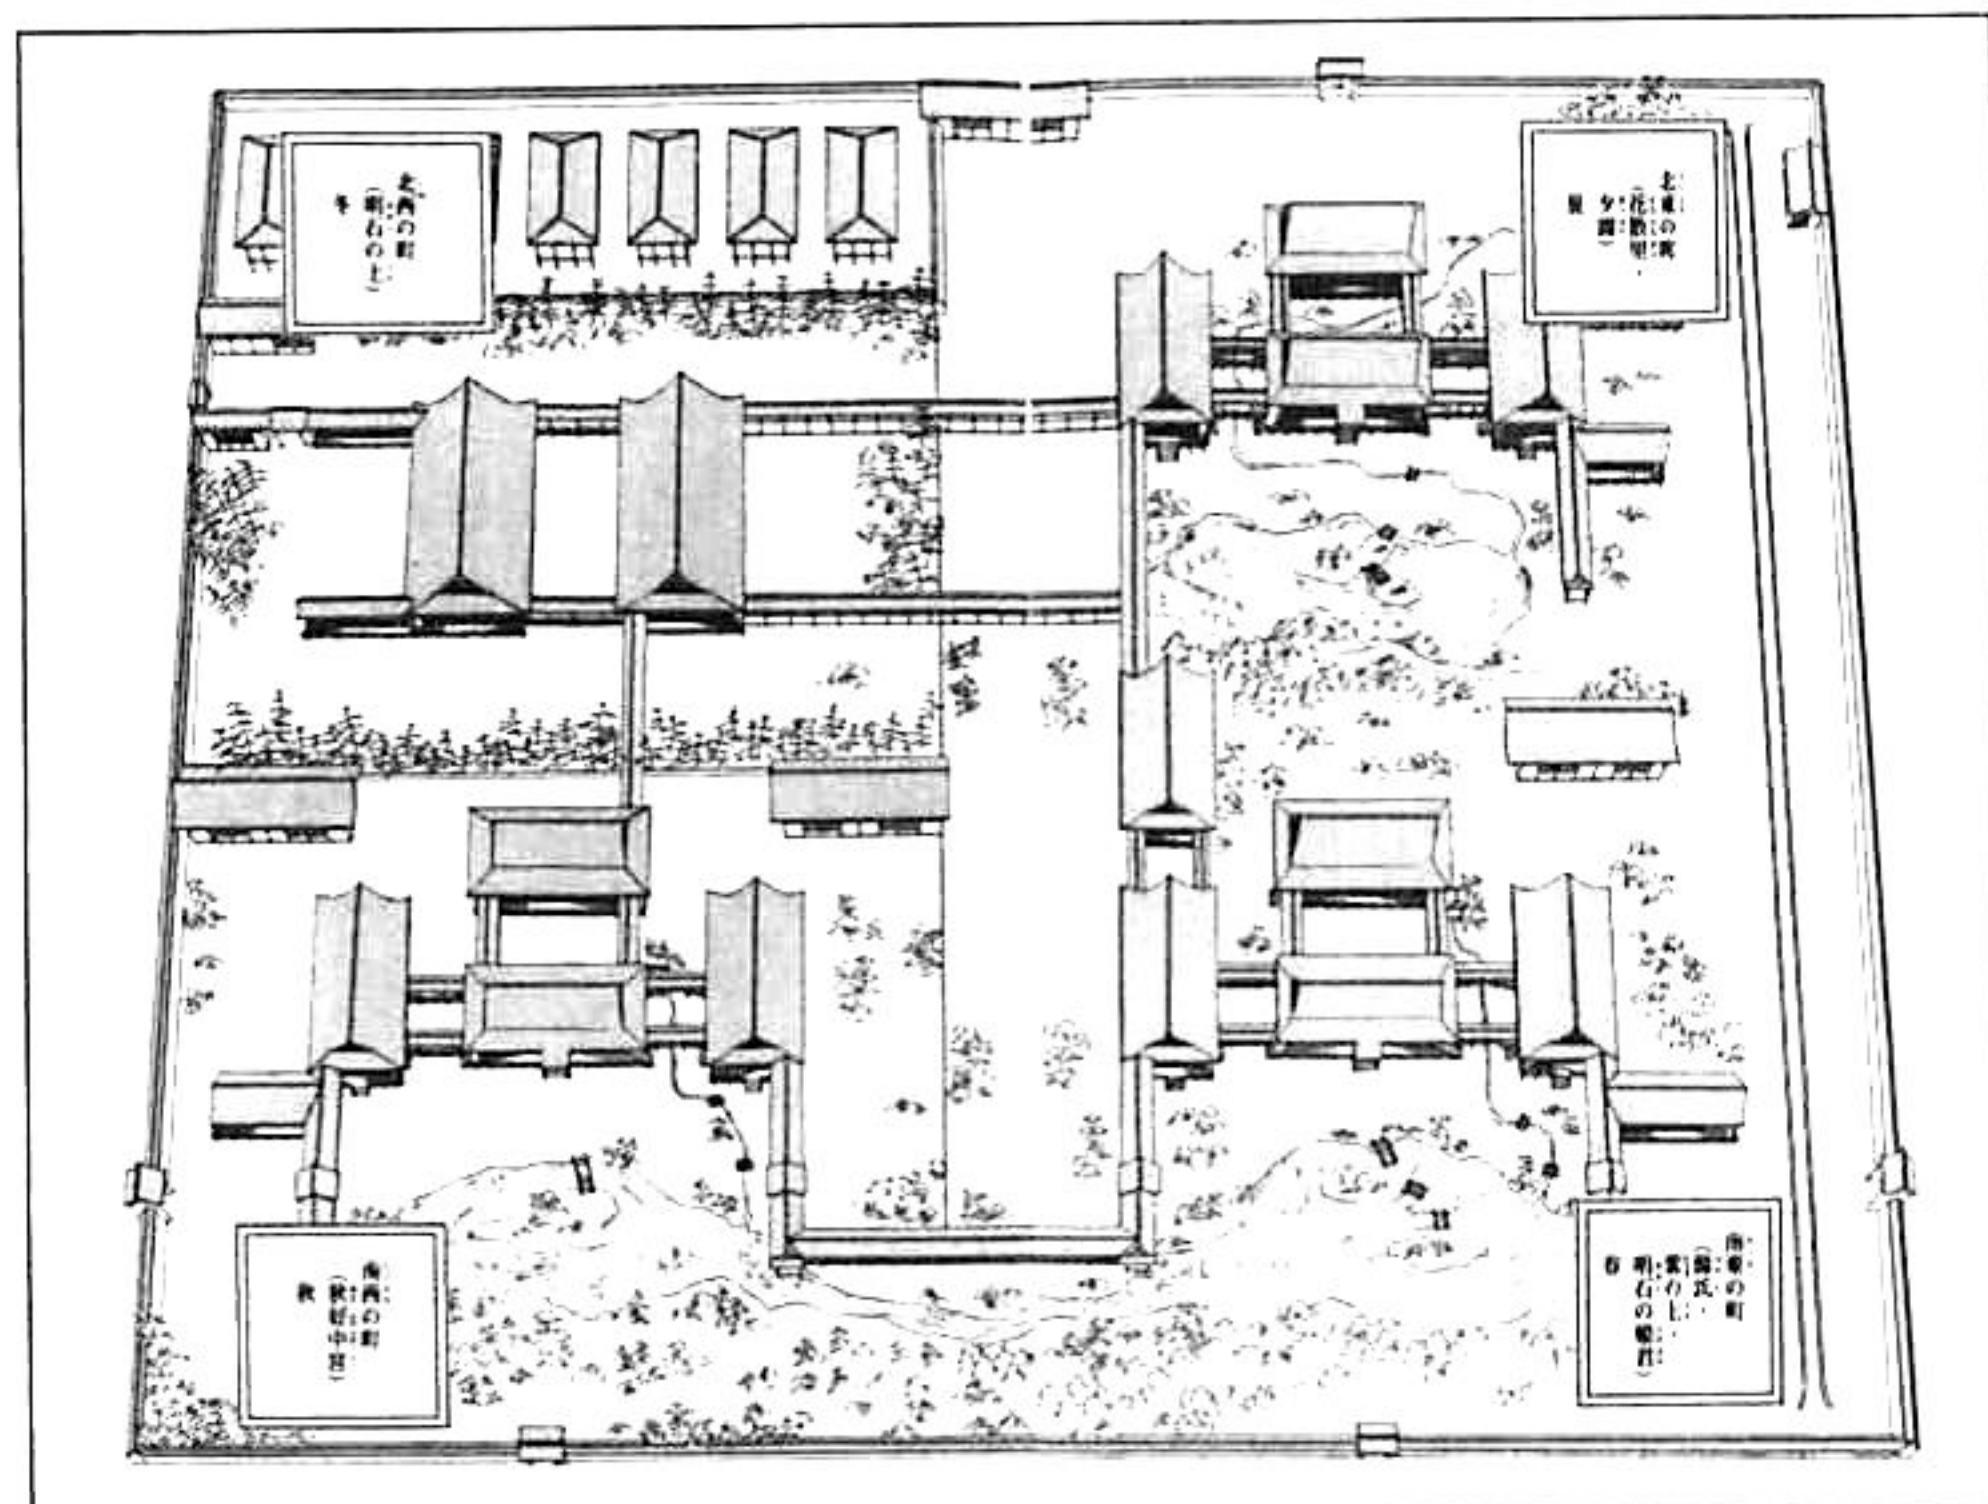 北東の町
(花散里・
夕霧)
夏
北西の町
(明石の上)
冬
南東の町
(源氏・
紫の上・
明石の姫君)
春
南西の町
(秋好中宮)
秋